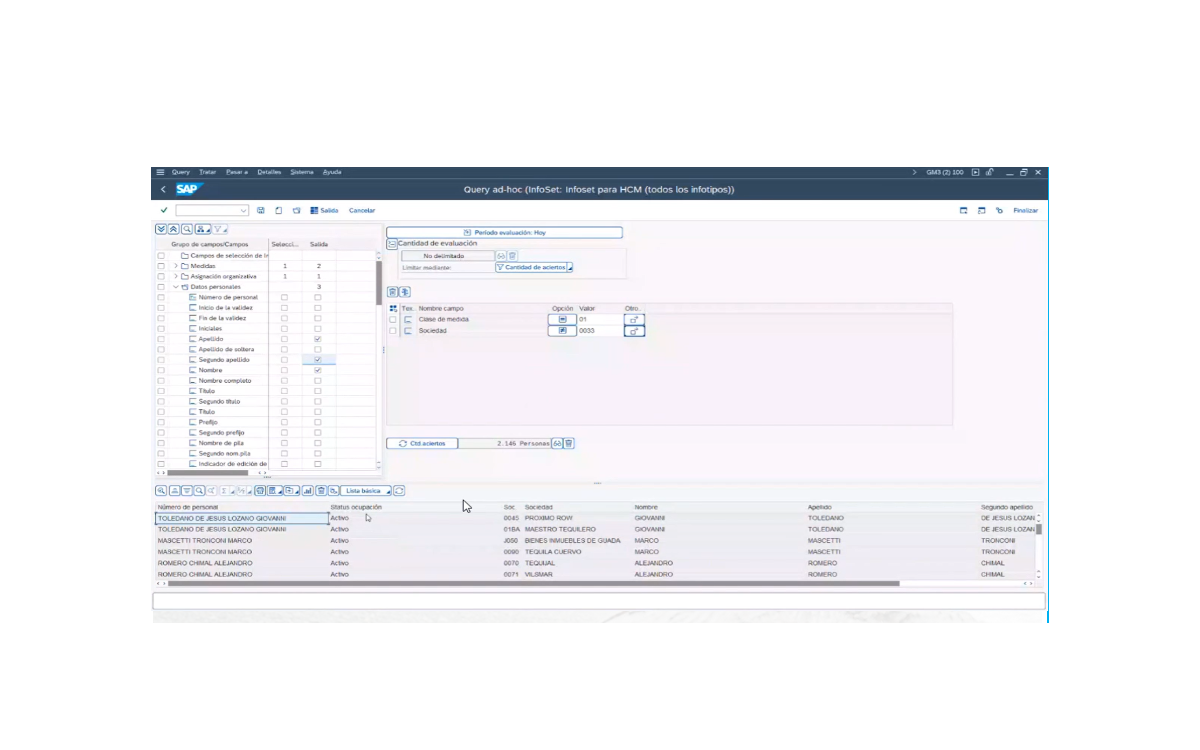 Query Tratar Pasar a Detalles Sistema Ayuda GM3 (2) 100
SAP Query ad-hoc (InfoSet: Infoset para HCM (todos los infotipos))
Salida Cancelar Finalizar
Periodo evaluación: Hoy
Grupo de campos/Campos Selecci... Salida
Cantidad de evaluación
Campos de selección de ir
No delimitado
Medidas 1 2
Limitar mediante: Cantidad de aciertos
Asignación organizativa 1 1
Datos personales 3
Número de personal
Inicio de la validez
Fin de la validez
Iniciales
Apellido
Apellido de soltera
Segundo apellido
Nombre
Nombre completo
Título
Segundo título
Título
Prefijo
Segundo prefijo
Nombre de pila
Segundo nom.pila
Indicador de edición de
Tex. Nombre campo Opción Valor Otro..
Clase de medida 01
Sociedad 0033
Ctd.aciertos 2.146 Personas
Lista básica
Número de personal Status ocupación Soc Sociedad Nombre Apellido Segundo apellido
TOLEDANO DE JESUS LOZANO GIOVANNI Activo 0045 PROXIMO ROW GIOVANNI TOLEDANO DE JESUS LOZAN
TOLEDANO DE JESUS LOZANO GIOVANNI Activo 01BA MAESTRO TEQUILERO GIOVANNI TOLEDANO DE JESUS LOZAN
MASCETTI TRONCONI MARCO Activo J050 BIENES INMUEBLES DE GUADA MARCO MASCETTI TRONCONI
MASCETTI TRONCONI MARCO Activo 0090 TEQUILA CUERVO MARCO MASCETTI TRONCONI
ROMERO CHIMAL ALEJANDRO Activo 0070 TEQUIJAL ALEJANDRO ROMERO CHIMAL
ROMERO CHIMAL ALEJANDRO Activo 0071 VILSMAR ALEJANDRO ROMERO CHIMAL